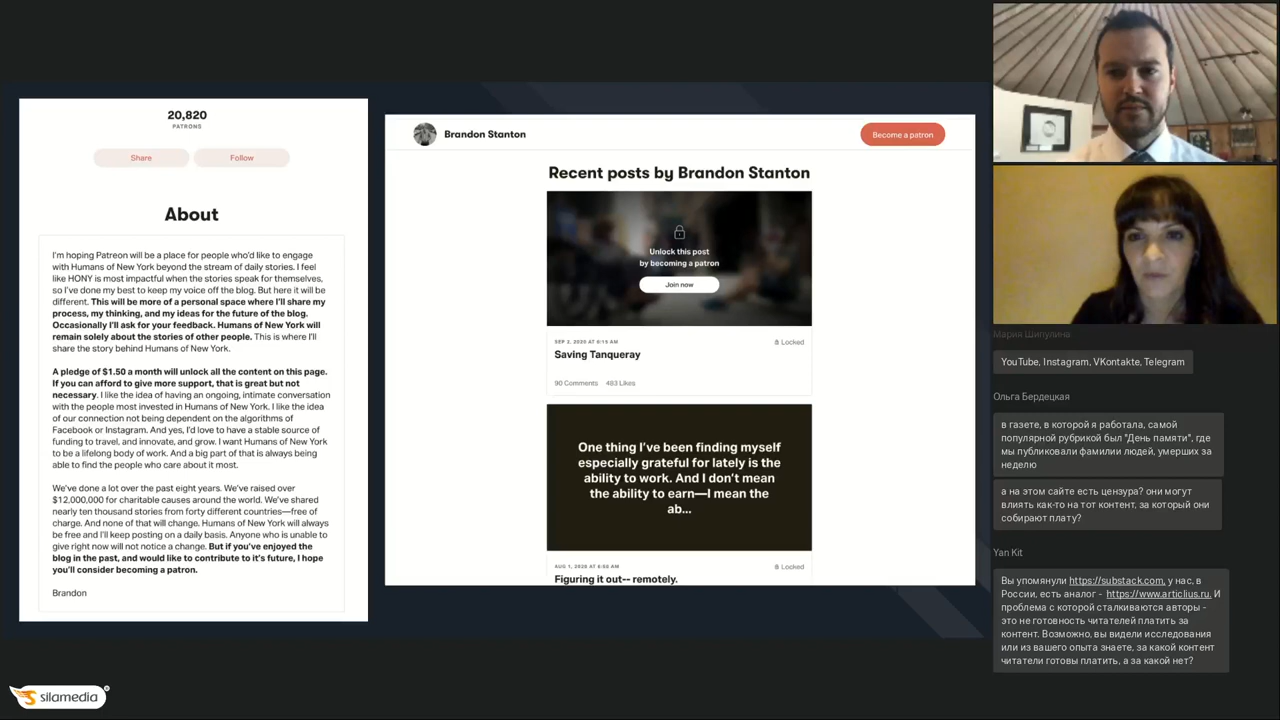 20,820
PATRONS
Share
Follow
About
I'm hoping Patreon will be a place for people who'd like to engage
with Humans of New York beyond the stream of daily stories. I feel
like HONY is most impactful when the stories speak for themselves,
so I've done my best to keep my voice off the blog. But here it will be
different. This will be more of a personal space where I'll share my
process, my thinking, and my ideas for the future of the blog.
Occasionally I'll ask for your feedback. Humans of New York will
remain solely about the stories of other people. This is where I'll
share the story behind Humans of New York.
A pledge of $1.50 a month will unlock all the content on this page.
If you can afford to give more support, that is great but not
necessary. I like the idea of having an ongoing, intimate conversation
with the people most invested in Humans of New York. I like the idea
of our connection not being dependent on the algorithms of
Facebook or Instagram. And yes, I'd love to have a stable source of
funding to travel, and innovate, and grow. I want Humans of New York
to be a lifelong body of work. And a big part of that is always being
able to find the people who care about it most.
We've done a lot over the past eight years. We've raised over
$12,000,000 for charitable causes around the world. We've shared
nearly ten thousand stories from forty different countries—free of
charge. And none of that will change. Humans of New York will always
be free and I'll keep posting on a daily basis. Anyone who is unable to
give right now will not notice a change. But if you've enjoyed the
blog in the past, and would like to contribute to it's future, I hope
you'll consider becoming a patron.
Brandon
Brandon Stanton
Become a patron
Recent posts by Brandon Stanton
Unlock this post
by becoming a patron
Join now
SEP 2, 2020 AT 6:15 AM
Locked
Saving Tanqueray
90 Comments 483 Likes
One thing I've been finding myself
especially grateful for lately is the
ability to work. And I don't mean
the ability to earn—I mean the
ab...
AUG 1, 2020 AT 6:58 AM
Locked
Figuring it out-- remotely.
Мария Шипулина
YouTube, Instagram, VKontakte, Telegram
Ольга Бердецкая
в газете, в которой я работала, самой
популярной рубрикой был "День памяти", где
мы публиковали фамилии людей, умерших за
неделю
а на этом сайте есть цензура? они могут
влиять как-то на тот контент, за который они
собирают плату?
Yan Kit
Вы упомянули https://substack.com, у нас, в
России, есть аналог - https://www.articlius.ru. И
проблема с которой сталкиваются авторы -
это не готовность читателей платить за
контент. Возможно, вы видели исследования
или из вашего опыта знаете, за какой контент
читатели готовы платить, а за какой нет?
silamedia